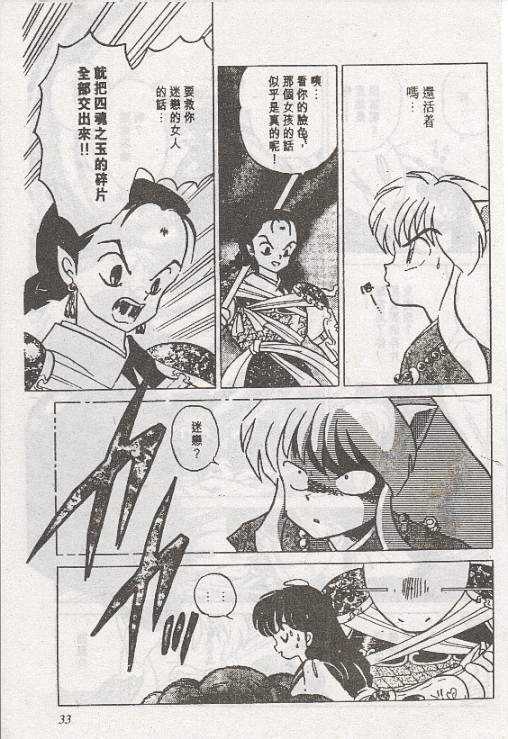 還活着
嗎…
咦…
看你的臉色，
那個女孩的話
似乎是真的呢！
要救你
迷戀的女人
的話…
就把四魂之玉的碎片
全部交出來!!
迷戀？
……
33